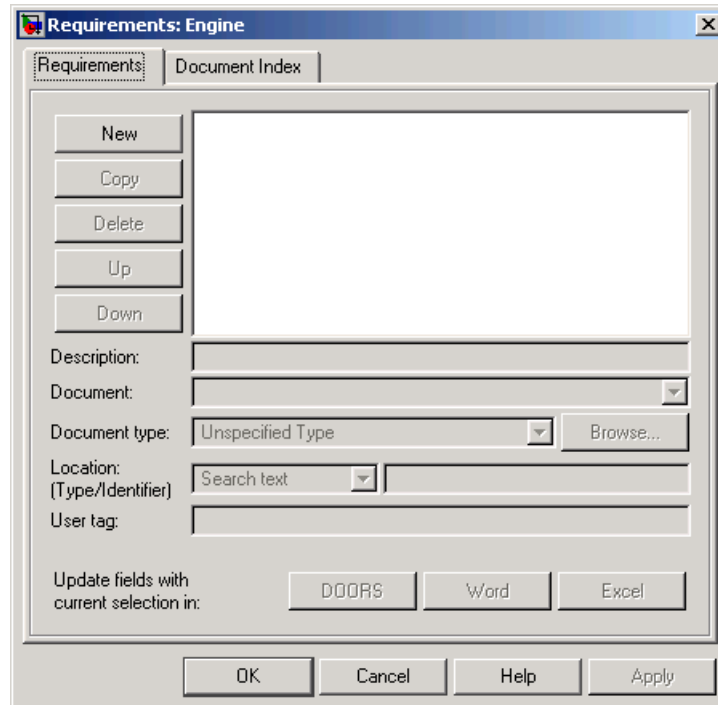 Requirements: Engine
Requirements
Document Index
New
Copy
Delete
Up
Down
Description:
Document:
Document type: Unspecified Type Browse...
Location:
(Type/Identifier) Search text
User tag:
Update fields with
current selection in: DOORS Word Excel
OK Cancel Help Apply